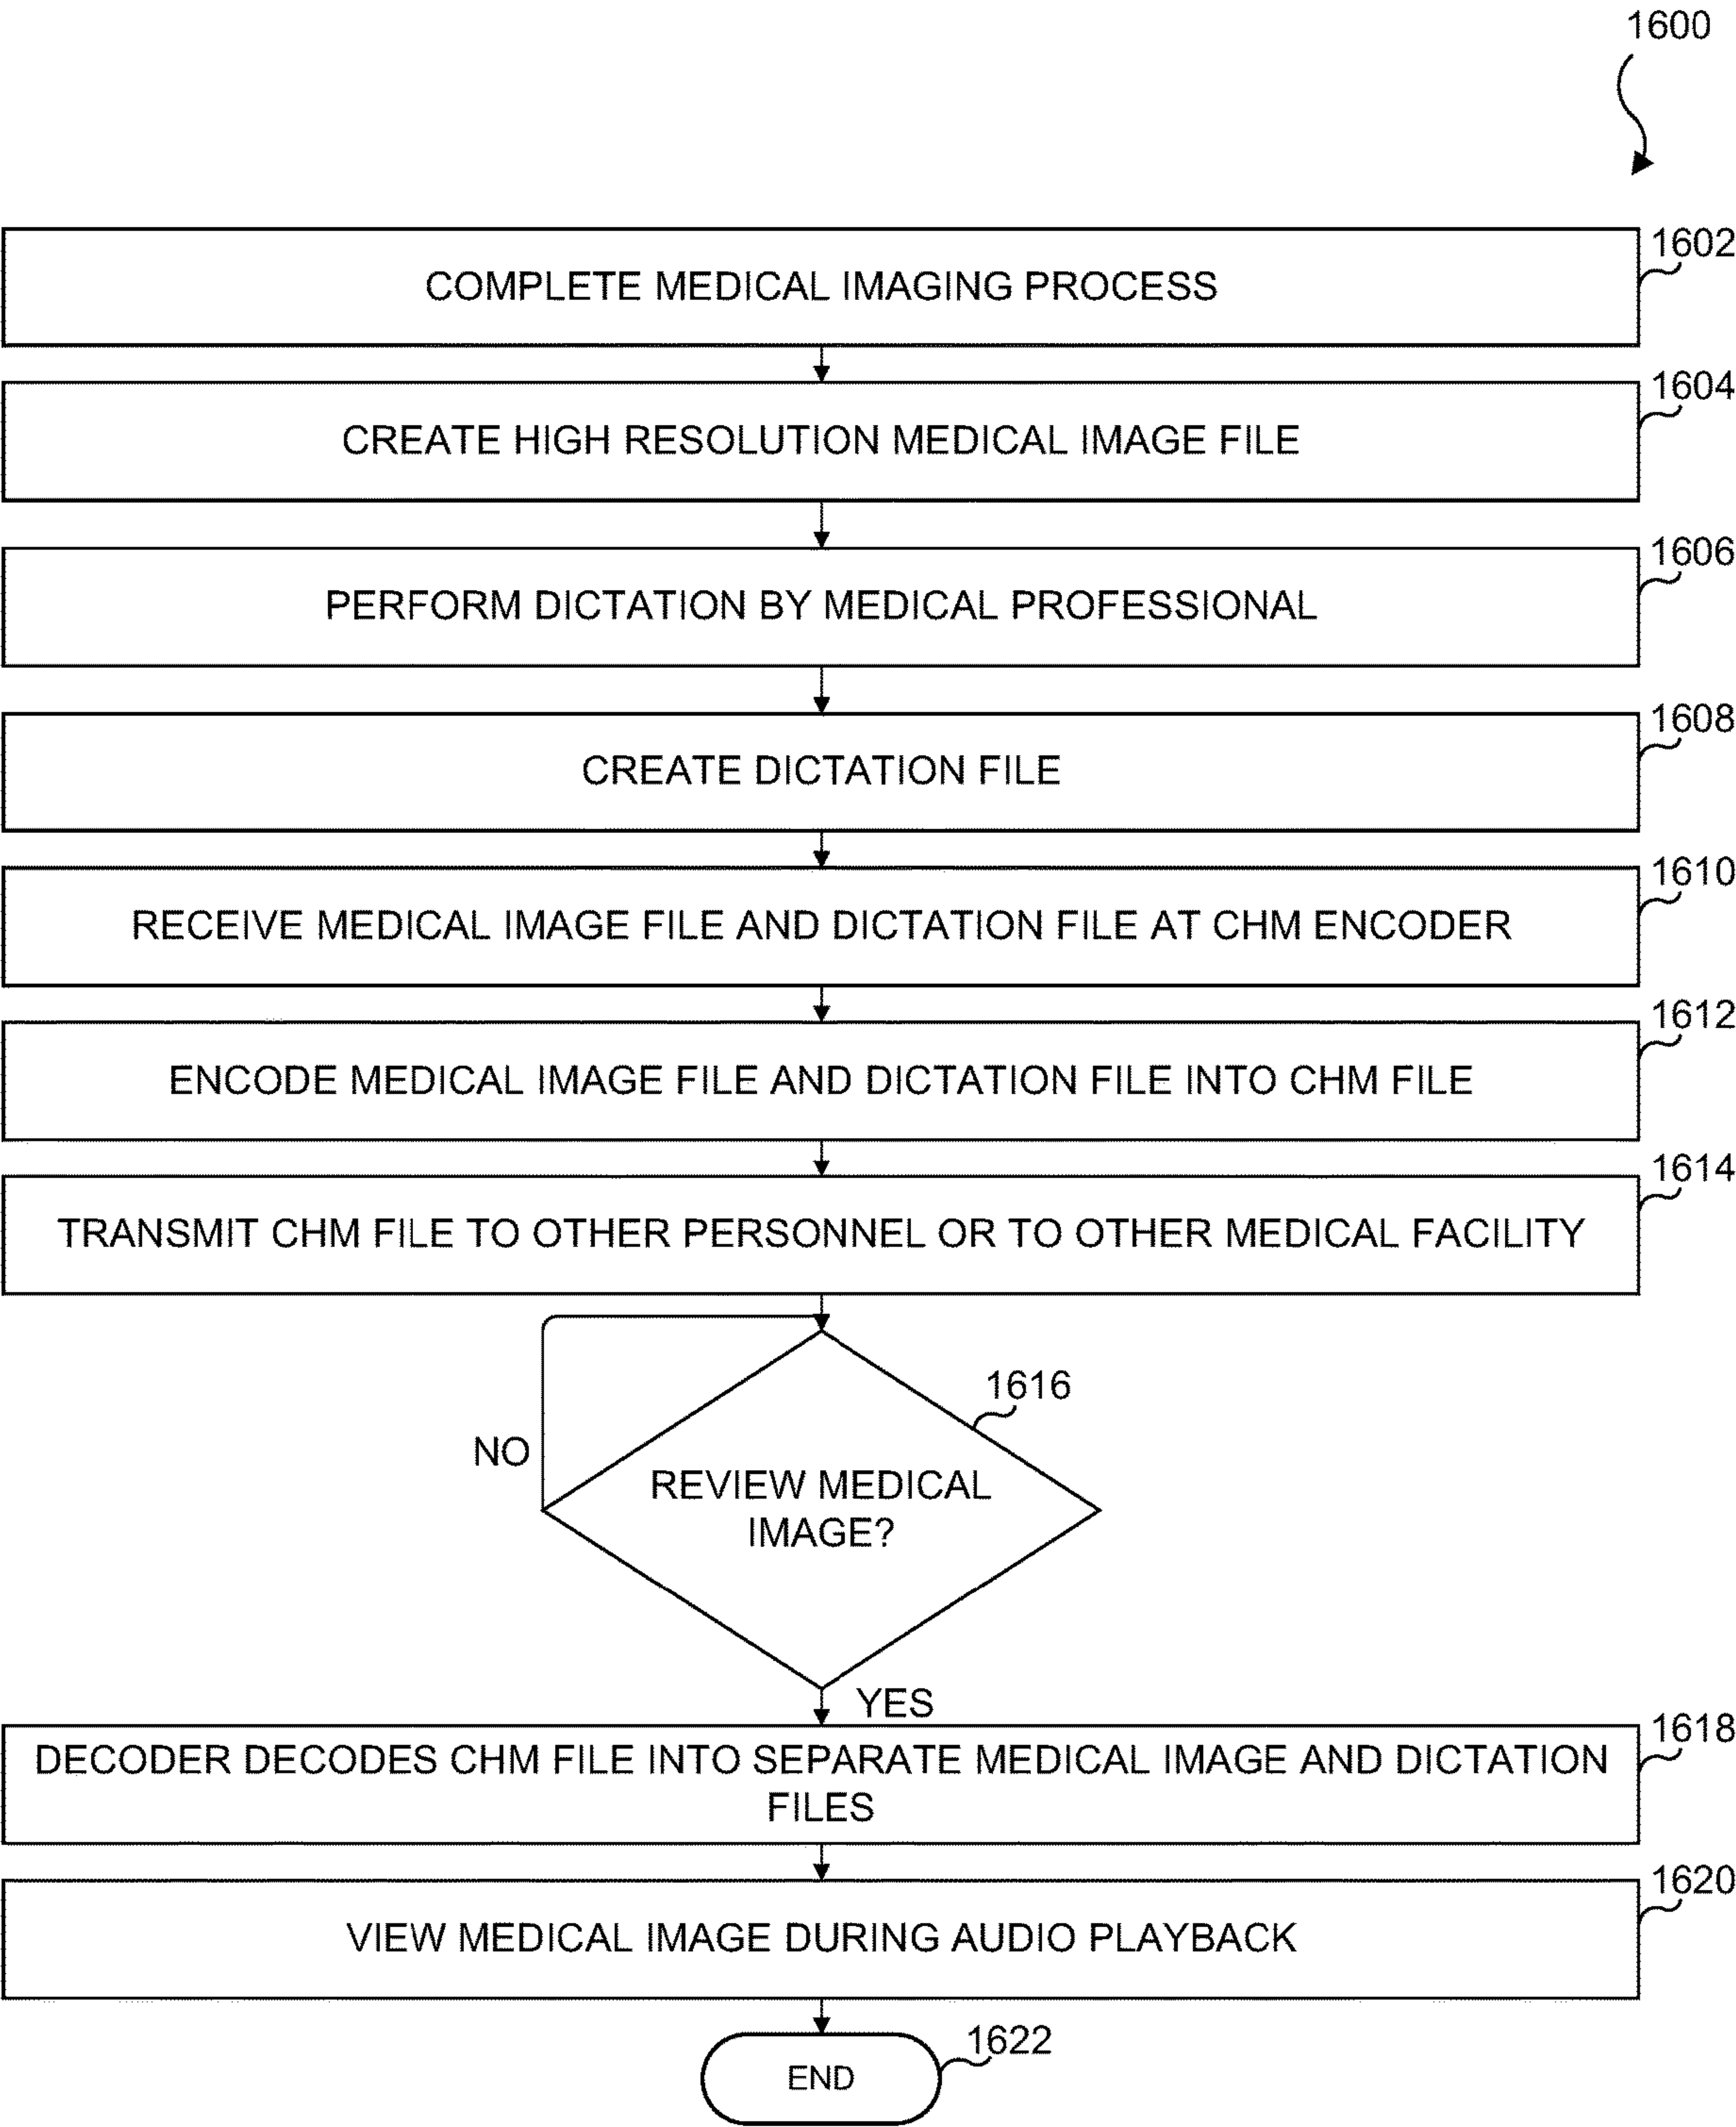 1600
1602
COMPLETE MEDICAL IMAGING PROCESS
1604
CREATE HIGH RESOLUTION MEDICAL IMAGE FILE
1606
PERFORM DICTATION BY MEDICAL PROFESSIONAL
1608
CREATE DICTATION FILE
1610
RECEIVE MEDICAL IMAGE FILE AND DICTATION FILE AT CHM ENCODER
1612
ENCODE MEDICAL IMAGE FILE AND DICTATION FILE INTO CHM FILE
1614
TRANSMIT CHM FILE TO OTHER PERSONNEL OR TO OTHER MEDICAL FACILITY
1616
NO
REVIEW MEDICAL
IMAGE?
YES
1618
DECODER DECODES CHM FILE INTO SEPARATE MEDICAL IMAGE AND DICTATION
FILES
1620
VIEW MEDICAL IMAGE DURING AUDIO PLAYBACK
1622
END